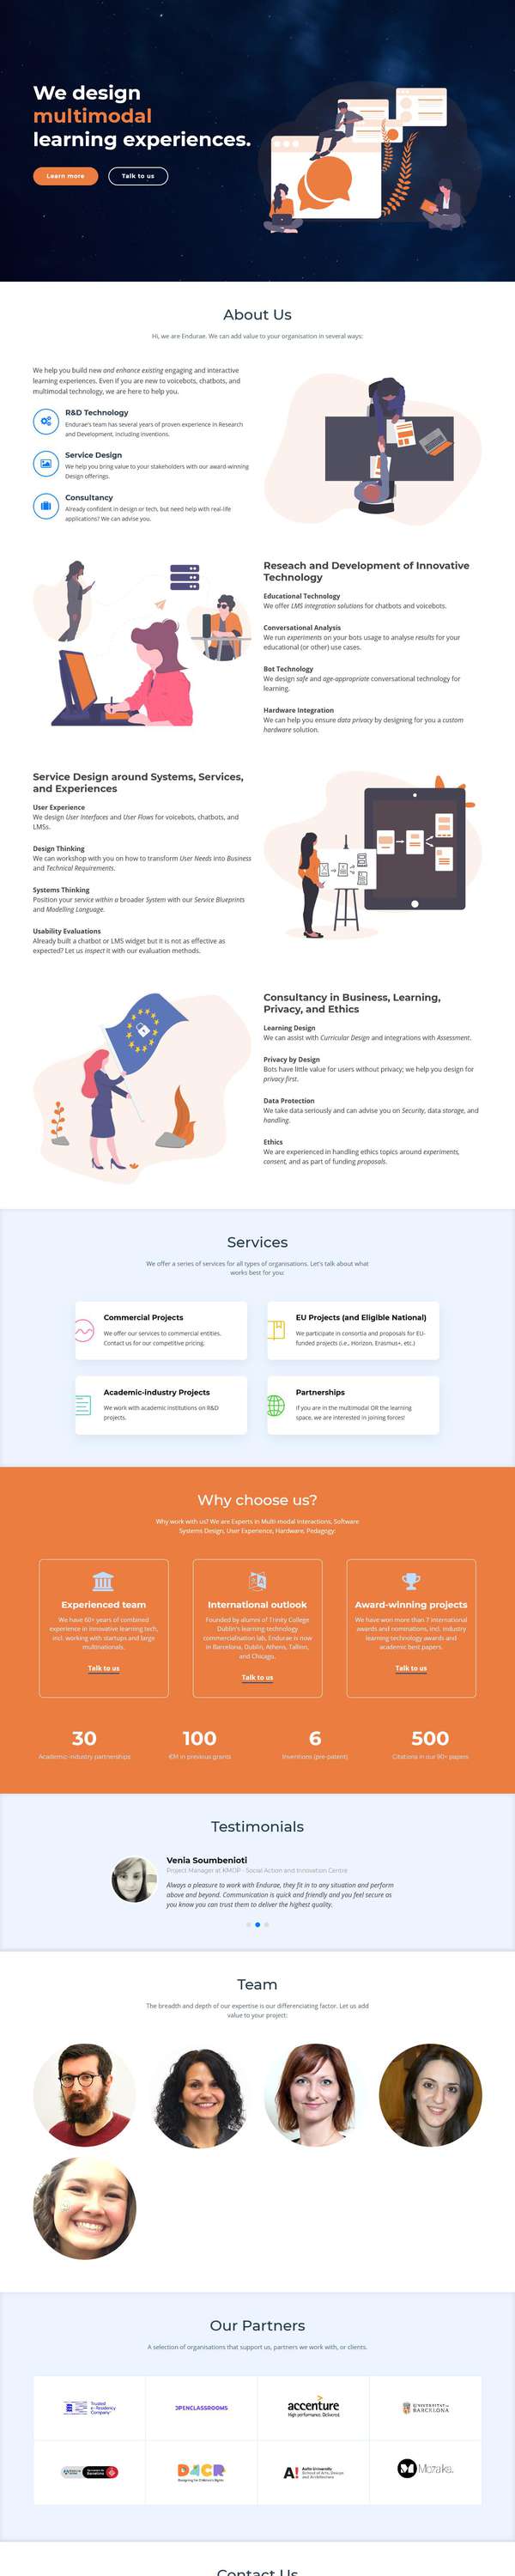 We design
multimodal
learning experiences.
Learn more
Talk to us
About Us
Hi, we are Endurae. We can add value to your organisation in several ways:
We help you build new and enhance existing engaging and interactive
learning experiences. Even if you are new to voicebots, chatbots, and
multimodal technology, we are here to help you.
R&D Technology
Endurae's team has several years of proven experience in Research
and Development, including inventions.
Service Design
We help you bring value to your stakeholders with our award-winning
Design offerings.
Consultancy
Already confident in design or tech, but need help with real-life
applications? We can advise you.
Reseach and Development of Innovative
Technology
Educational Technology
We offer LMS integration solutions for chatbots and voicebots.
Conversational Analysis
We run experiments on your bots usage to analyse results for your
educational (or other) use cases.
Bot Technology
We design safe and age-appropriate conversational technology for
learning.
Hardware Integration
We can help you ensure data privacy by designing for you a custom
hardware solution.
Service Design around Systems, Services,
and Experiences
User Experience
We design User Interfaces and User Flows for voicebots, chatbots, and
LMSs.
Design Thinking
We can workshop with you on how to transform User Needs into Business
and Technical Requirements.
Systems Thinking
Position your service within a broader System with our Service Blueprints
and Modelling Language.
Usability Evaluations
Already built a chatbot or LMS widget but it is not as effective as
expected? Let us inspect it with our evaluation methods.
Consultancy in Business, Learning,
Privacy, and Ethics
Learning Design
We can assist with Curricular Design and integrations with Assessment.
Privacy by Design
Bots have little value for users without privacy; we help you design for
privacy first.
Data Protection
We take data seriously and can advise you on Security, data storage, and
handling.
Ethics
We are experienced in handling ethics topics around experiments,
consent, and as part of funding proposals.
Services
We offer a series of services for all types of organisations. Let's talk about what
works best for you:
Commercial Projects
We offer our services to commercial entities.
Contact us for our competitive pricing.
EU Projects (and Eligible National)
We participate in consortia and proposals for EU-
funded projects (i.e., Horizon, Erasmus+, etc.)
Academic-Industry Projects
We work with academic institutions on R&D
projects.
Partnerships
If you are in the multimodal OR the learning
space, we are interested in joining forces!
Why choose us?
Why work with us? We are Experts in Multi-modal Interactions, Software
Systems Design, User Experience, Hardware, Pedagogy:
Experienced team
We have 60+ years of combined
experience in innovative learning tech,
incl. working with startups and large
multinationals.
Talk to us
International outlook
Founded by alumni of Trinity College
Dublin's learning technology
commercialisation lab, Endurae is now
in Barcelona, Dublin, Athens, Tallinn,
and Chicago.
Talk to us
Award-winning projects
We have won more than 7 international
awards and nominations, incl. industry
learning technology awards and
academic best papers.
Talk to us
30
Academic-industry partnerships
100
€M in previous grants
6
Inventions (pre-patent)
500
Citations in our 90+ papers
Testimonials
Venia Soumbenioti
Project Manager at KMOP - Social Action and Innovation Centre
Always a pleasure to work with Endurae, they fit in to any situation and perform
above and beyond. Communication is quick and friendly and you feel secure as
you know you can trust them to deliver the highest quality.
Team
The breadth and depth of our expertise is our differenciating factor. Let us add
value to your project:
Our Partners
A selection of organisations that support us, partners we work with, or clients.
Trusted
e-Residency
Company
OPENCLASSROOMS
accenture
High performance. Delivered.
UNIVERSITAT DE
BARCELONA
D4CR
Designing for Children's Rights
A!
Aalto University
School of Arts, Design
and Architecture
Mozaika
Contact Us